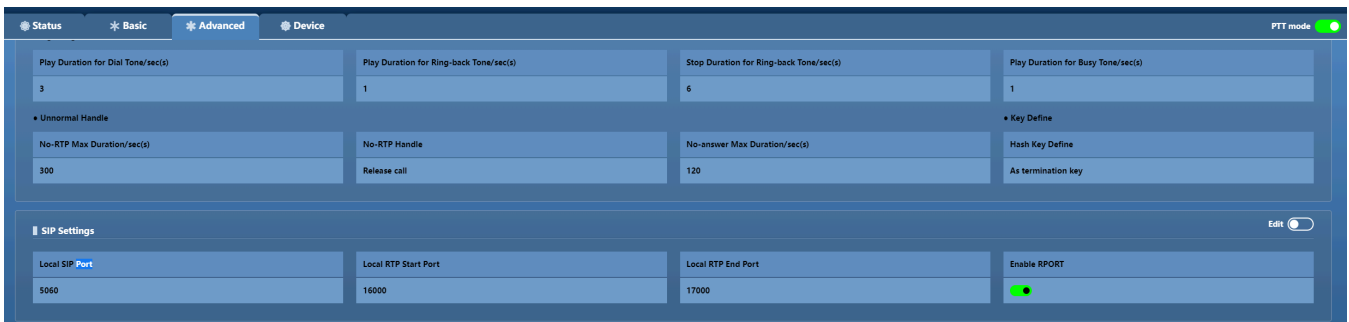 Status Basic Advanced Device PTT mode
Play Duration for Dial Tone/sec(s) Play Duration for Ring-back Tone/sec(s) Stop Duration for Ring-back Tone/sec(s) Play Duration for Busy Tone/sec(s)
3 1 6 1
• Unnormal Handle • Key Define
No-RTP Max Duration/sec(s) No-RTP Handle No-answer Max Duration/sec(s) Hash Key Define
300 Release call 120 As termination key
SIP Settings Edit
Local SIP Port Local RTP Start Port Local RTP End Port Enable RPORT
5060 16000 17000